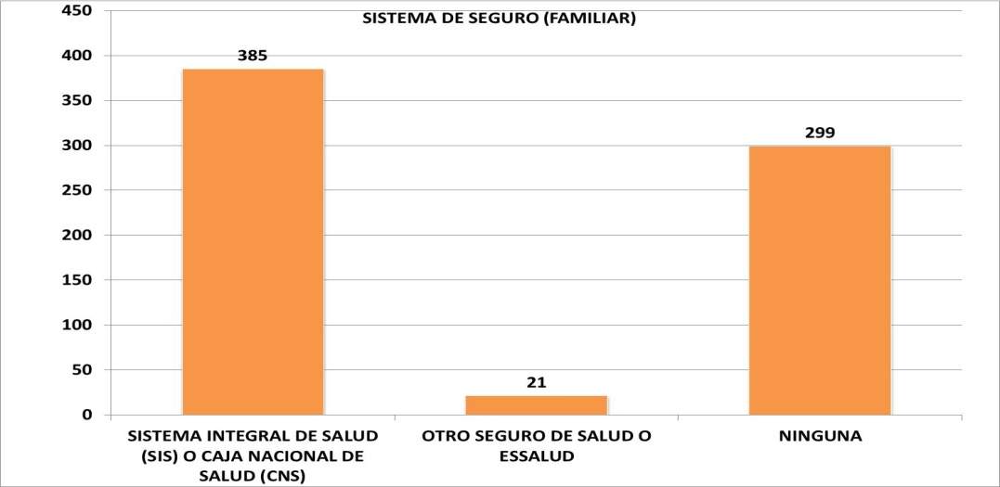 SISTEMA DE SEGURO (FAMILIAR)
450
400
350
300
250
200
150
100
50
0
385
21
299
SISTEMA INTEGRAL DE SALUD
(SIS) O CAJA NACIONAL DE
SALUD (CNS)
OTRO SEGURO DE SALUD O
ESSALUD
NINGUNA